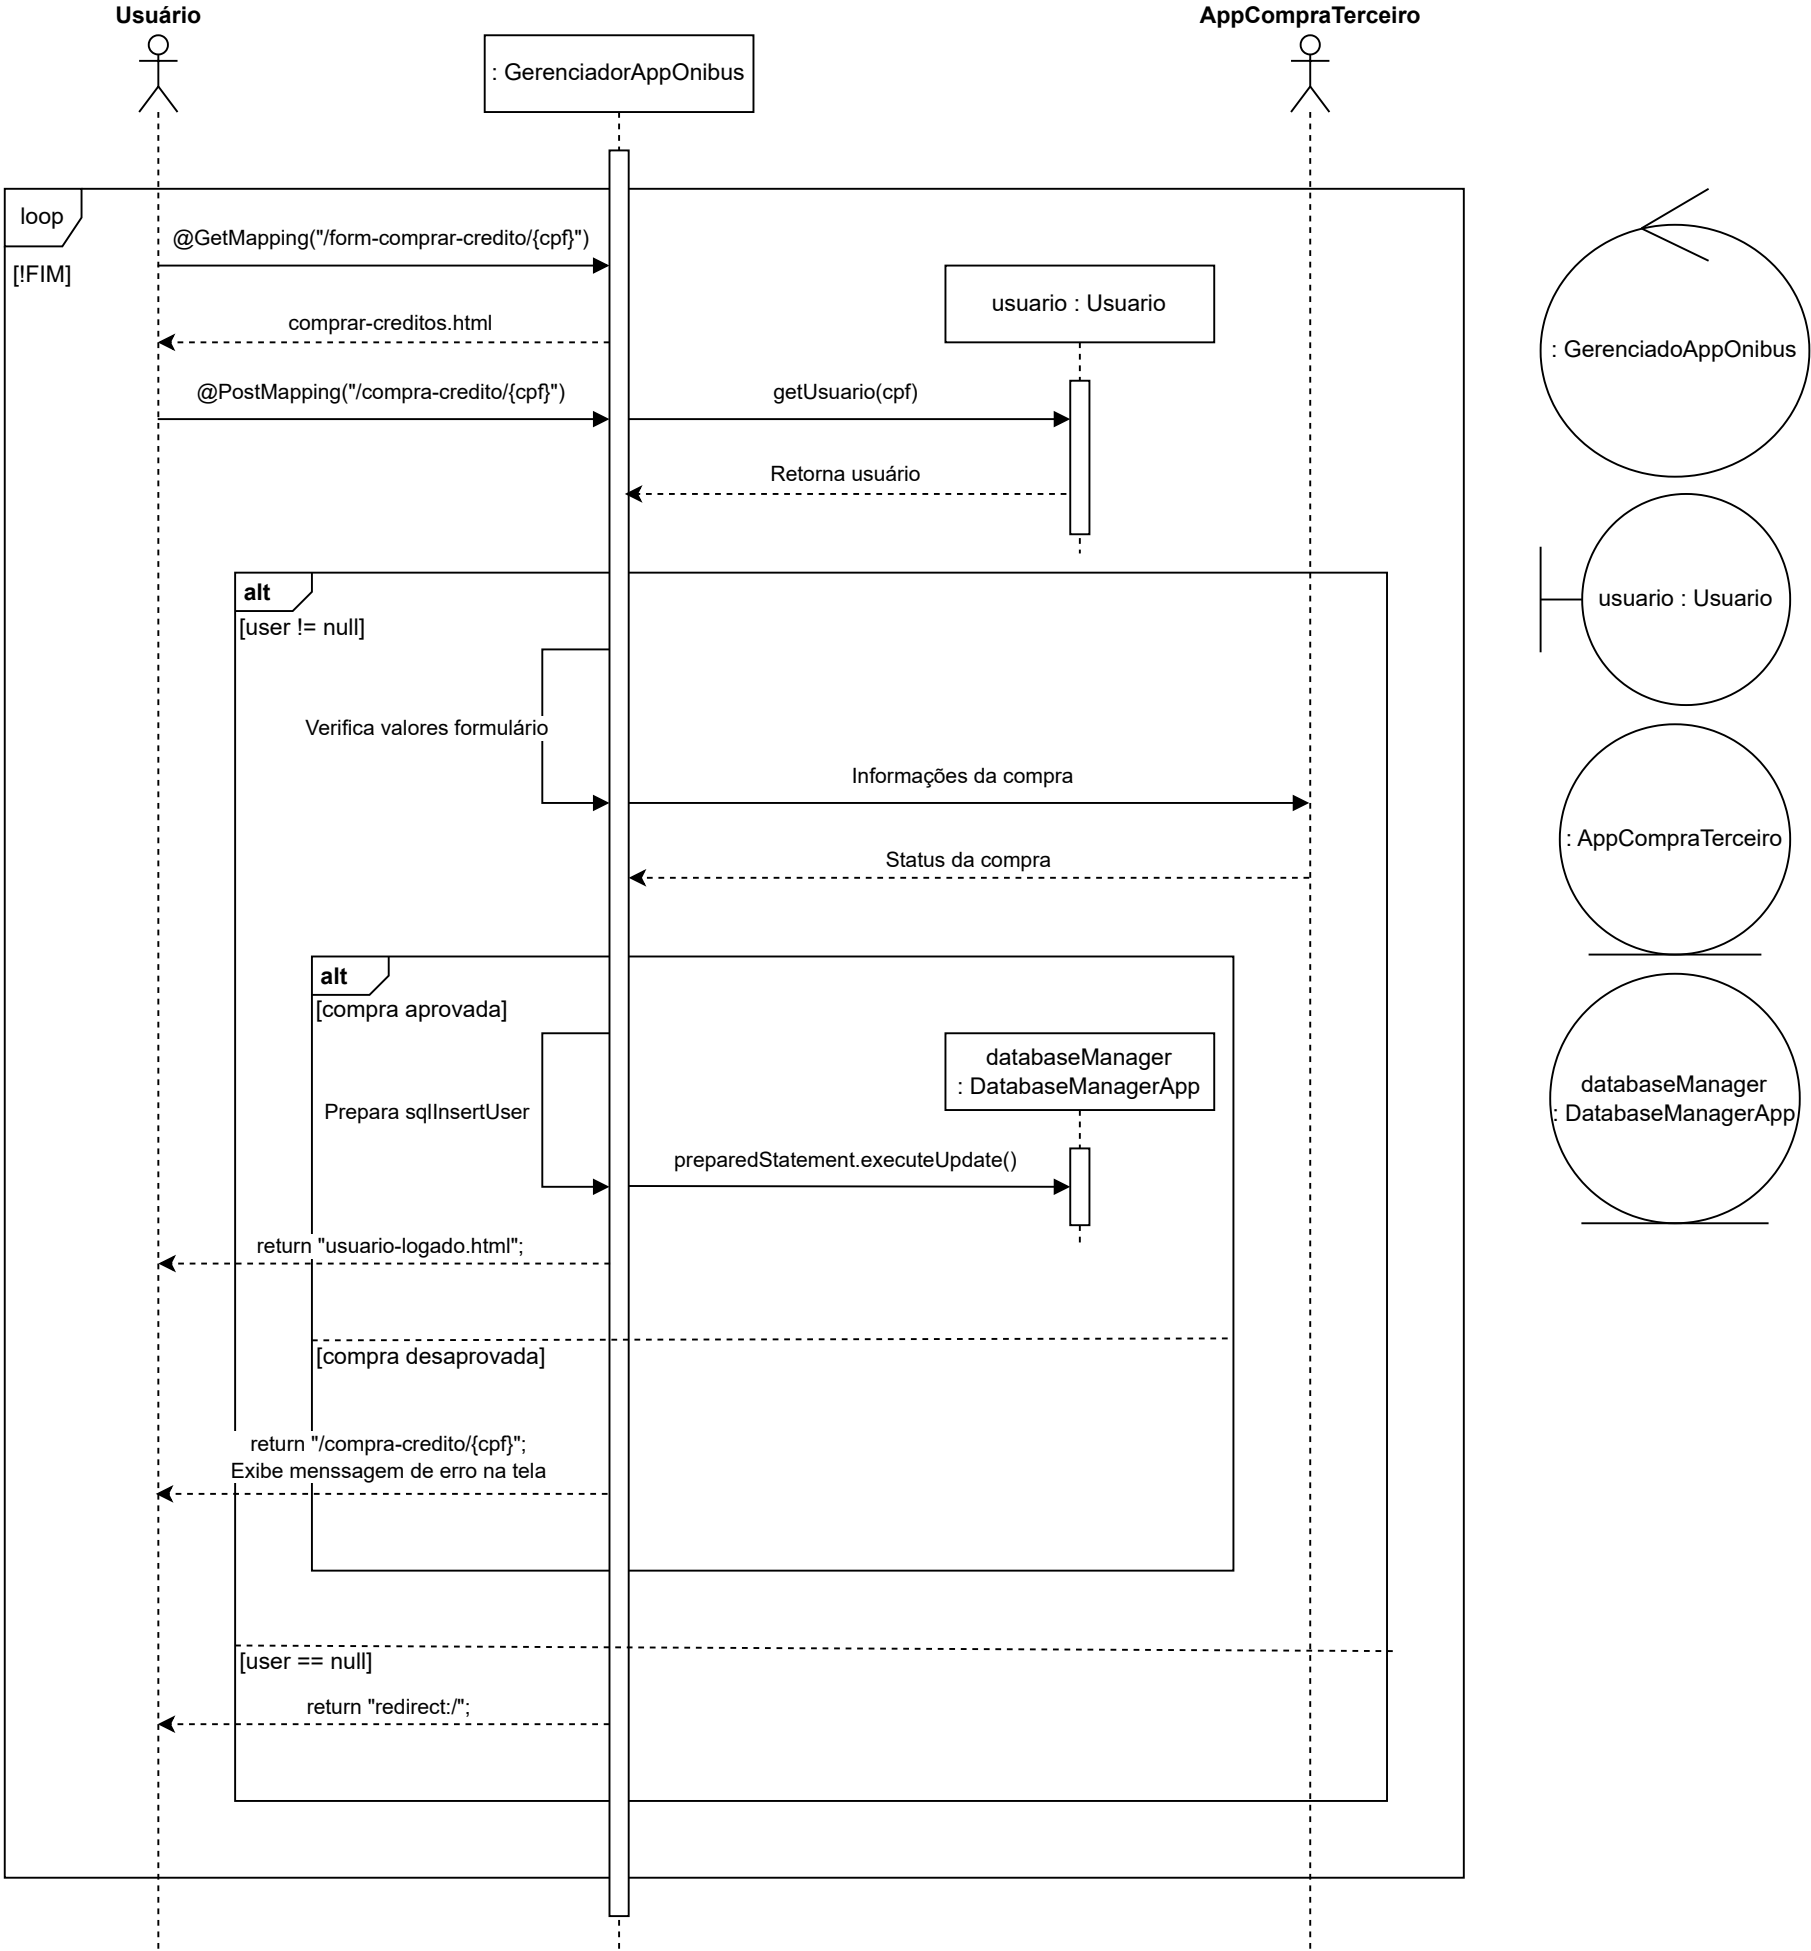 Usuário
AppCompraTerceiro
: GerenciadorAppOnibus
loop
[!FIM]
@GetMapping("/form-comprar-credito/{cpf}")
usuario : Usuario
comprar-creditos.html
: GerenciadoAppOnibus
@PostMapping("/compra-credito/{cpf}")
getUsuario(cpf)
Retorna usuário
alt
[user != null]
usuario : Usuario
Verifica valores formulário
Informações da compra
: AppCompraTerceiro
Status da compra
alt
[compra aprovada]
databaseManager
: DatabaseManagerApp
databaseManager
: DatabaseManagerApp
Prepara sqlInsertUser
preparedStatement.executeUpdate()
return "usuario-logado.html";
[compra desaprovada]
return "/compra-credito/{cpf}";
Exibe menssagem de erro na tela
[user == null]
return "redirect:/";